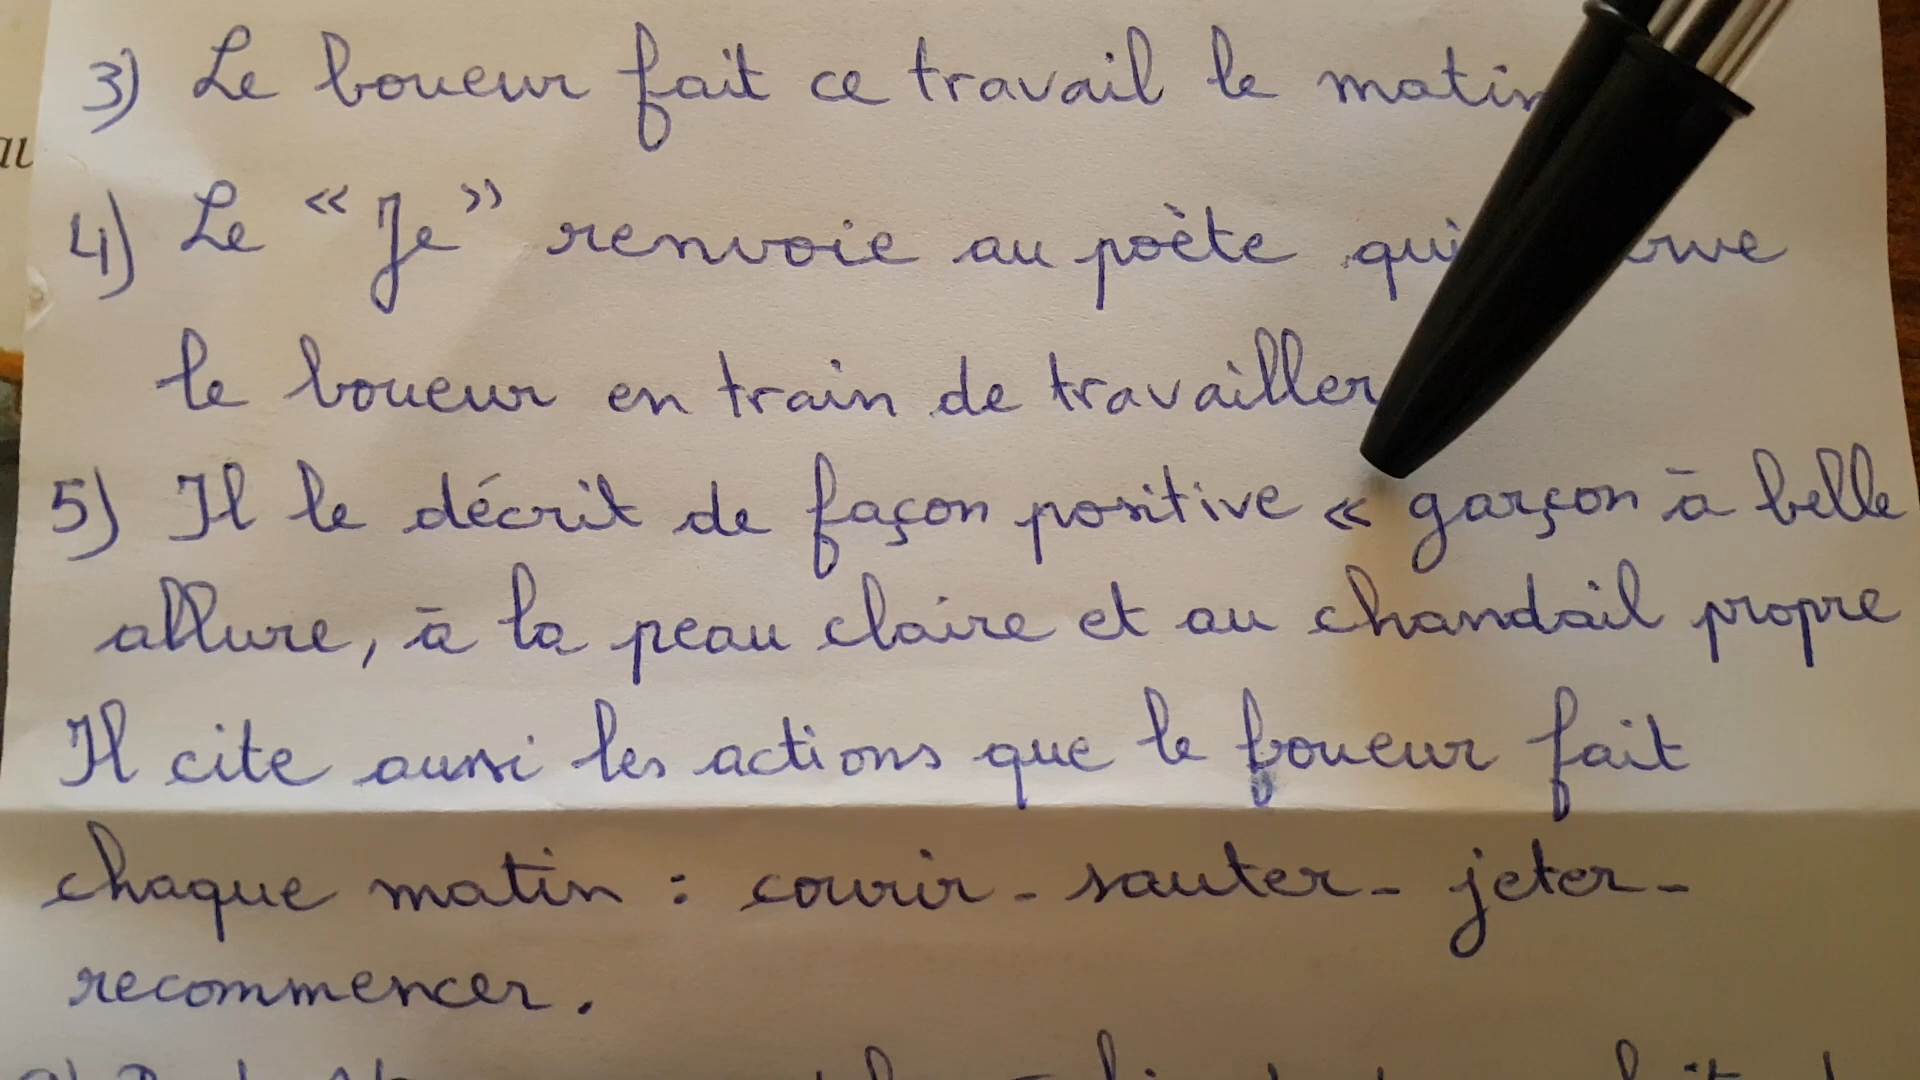 3) Le boueur fait ce travail le matin
4) Le "Je" renvoie au poète qui
le boueur en train de travailler
5) Il le décrit de façon positive « garçon à belle
allure, à la peau claire et au chandail propre
Il cite aussi les actions que le boueur fait
chaque matin : courir - sauter - jeter -
recommencer.